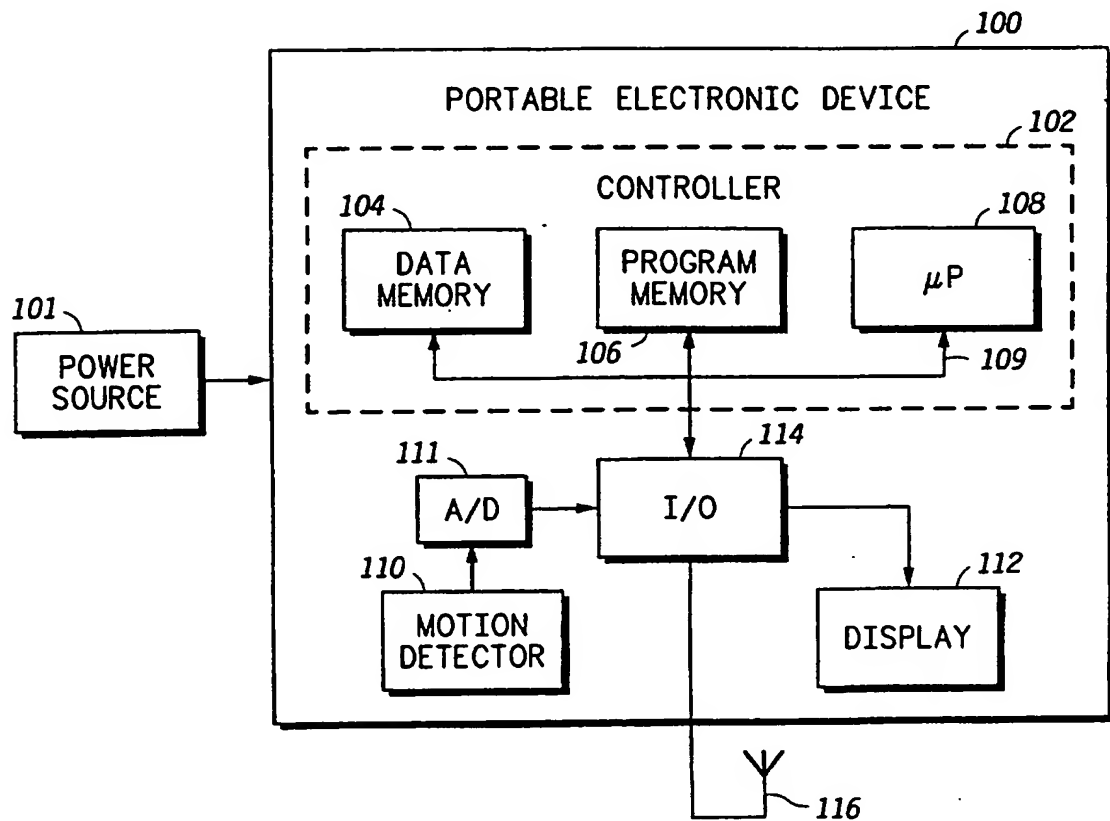 100
PORTABLE ELECTRONIC DEVICE
102
CONTROLLER
104
DATA
MEMORY
PROGRAM
MEMORY
106
108
μP
109
101
POWER
SOURCE
111
A/D
114
I/O
110
MOTION
DETECTOR
112
DISPLAY
116